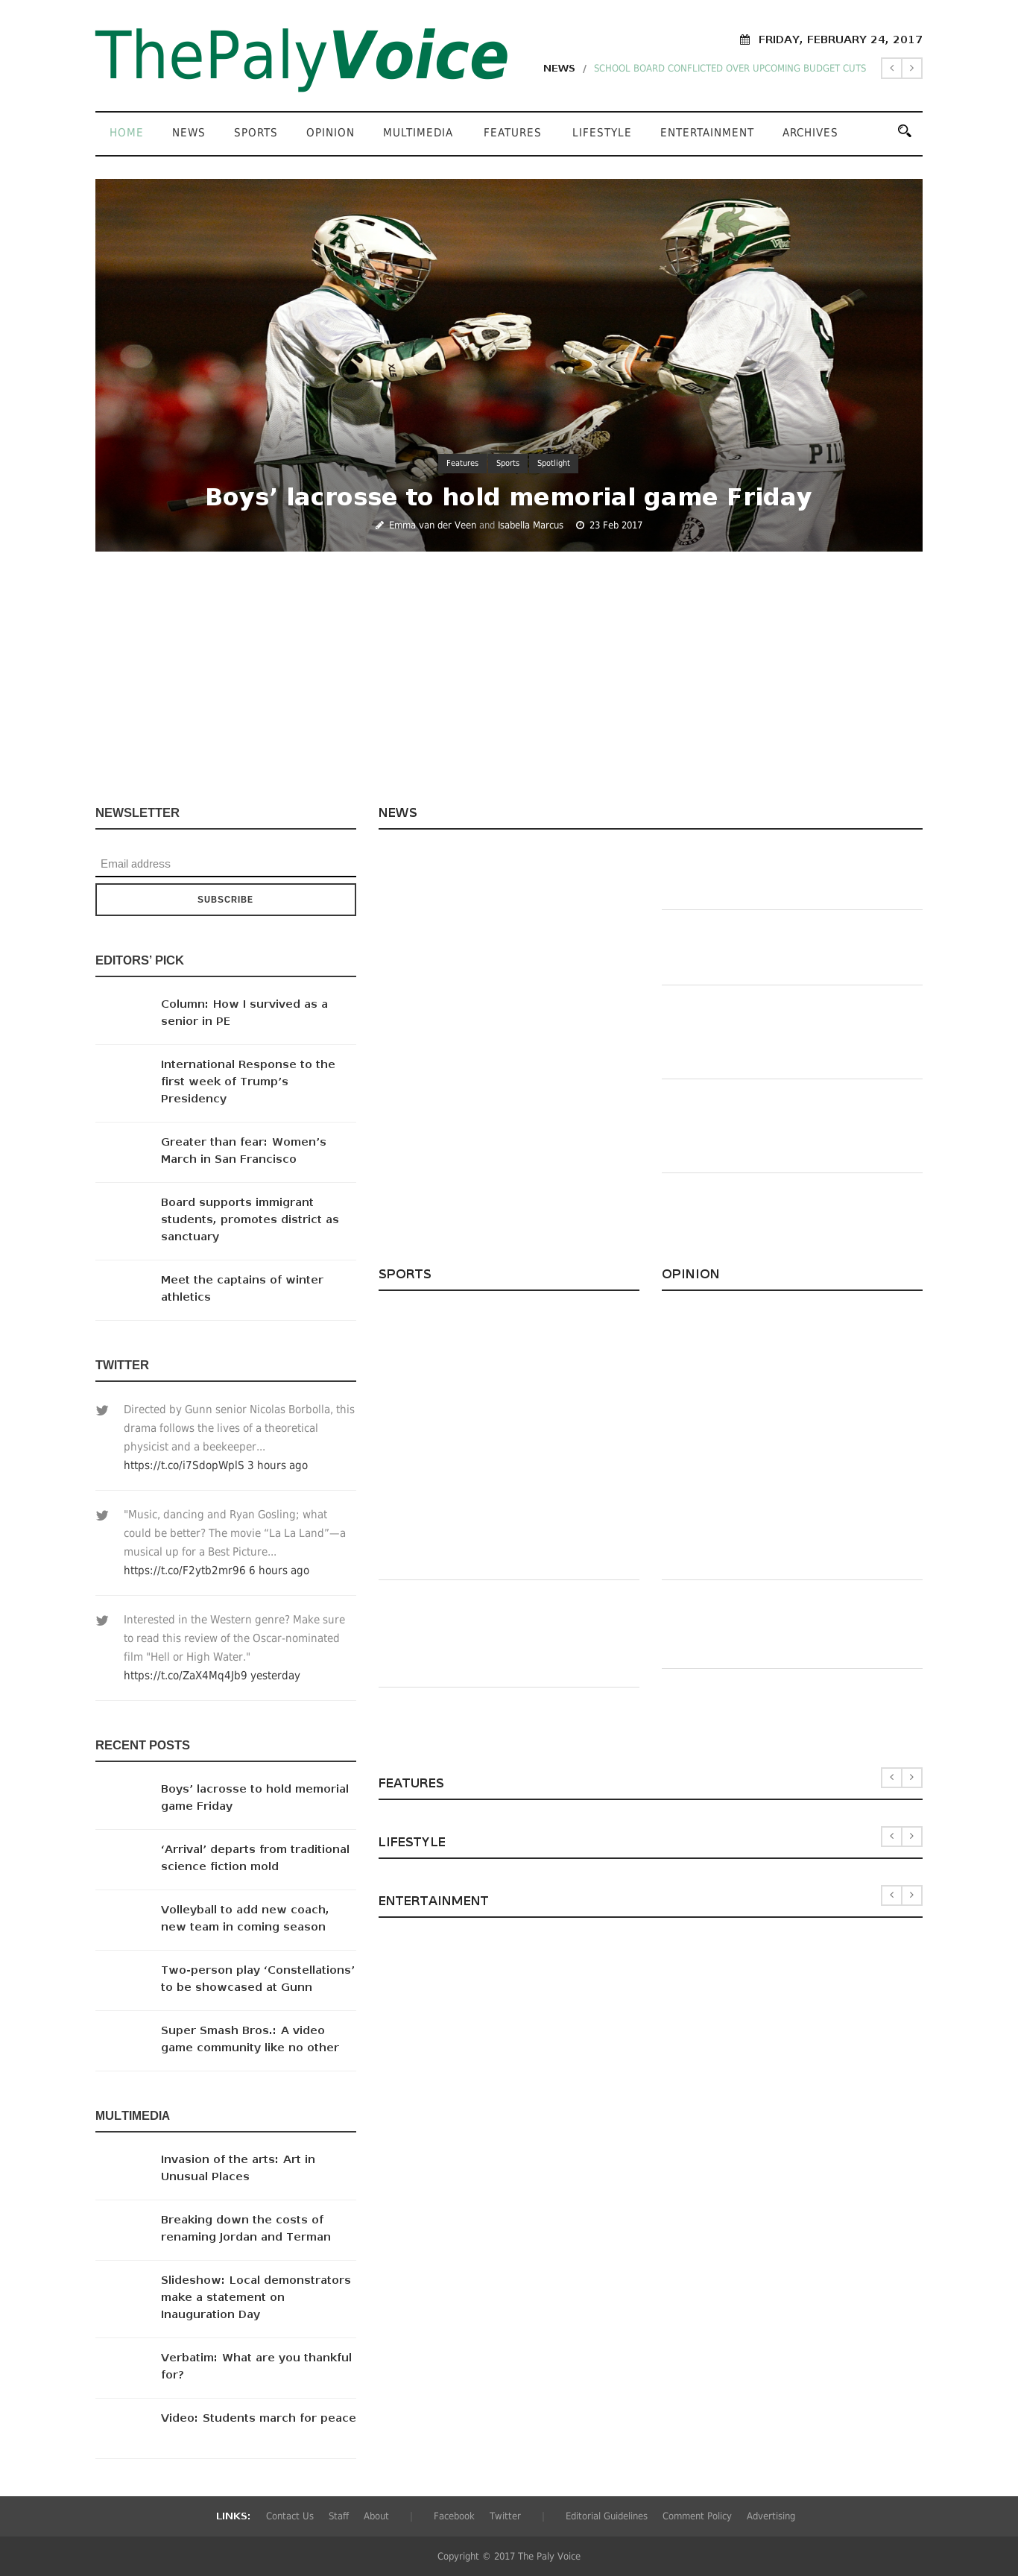 ThePalyVoice
FRIDAY, FEBRUARY 24, 2017
NEWS / SCHOOL BOARD CONFLICTED OVER UPCOMING BUDGET CUTS
HOME NEWS SPORTS OPINION MULTIMEDIA FEATURES LIFESTYLE ENTERTAINMENT ARCHIVES
PA
PILI
Features Sports Spotlight
Boys’ lacrosse to hold memorial game Friday
Emma van der Veen and Isabella Marcus 23 Feb 2017
NEWSLETTER
Email address
SUBSCRIBE
EDITORS’ PICK
Column: How I survived as a
senior in PE
International Response to the
first week of Trump’s
Presidency
Greater than fear: Women’s
March in San Francisco
Board supports immigrant
students, promotes district as
sanctuary
Meet the captains of winter
athletics
TWITTER
Directed by Gunn senior Nicolas Borbolla, this
drama follows the lives of a theoretical
physicist and a beekeeper...
https://t.co/i7SdopWplS 3 hours ago
"Music, dancing and Ryan Gosling; what
could be better? The movie “La La Land”—a
musical up for a Best Picture...
https://t.co/F2ytb2mr96 6 hours ago
Interested in the Western genre? Make sure
to read this review of the Oscar-nominated
film "Hell or High Water."
https://t.co/ZaX4Mq4Jb9 yesterday
RECENT POSTS
Boys’ lacrosse to hold memorial
game Friday
‘Arrival’ departs from traditional
science fiction mold
Volleyball to add new coach,
new team in coming season
Two-person play ‘Constellations’
to be showcased at Gunn
Super Smash Bros.: A video
game community like no other
MULTIMEDIA
Invasion of the arts: Art in
Unusual Places
Breaking down the costs of
renaming Jordan and Terman
Slideshow: Local demonstrators
make a statement on
Inauguration Day
Verbatim: What are you thankful
for?
Video: Students march for peace
NEWS
SPORTS
OPINION
FEATURES
LIFESTYLE
ENTERTAINMENT
LINKS: Contact Us Staff About | Facebook Twitter | Editorial Guidelines Comment Policy Advertising
Copyright © 2017 The Paly Voice